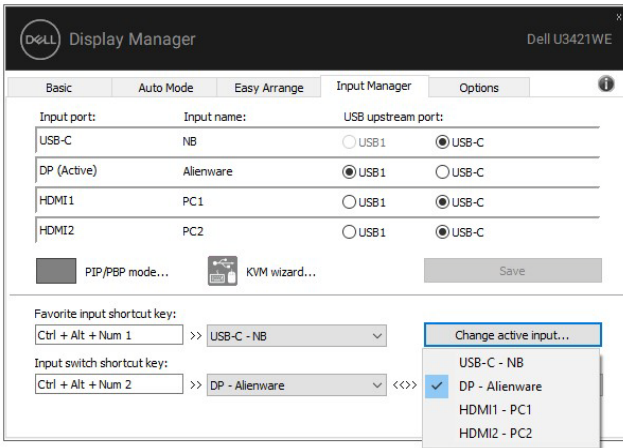 DELL Display Manager Dell U3421WE
Basic Auto Mode Easy Arrange Input Manager Options
Input port: Input name: USB upstream port:
USB-C NB USB1 USB-C
DP (Active) Alienware USB1 USB-C
HDMI1 PC1 USB1 USB-C
HDMI2 PC2 USB1 USB-C
PIP/PBP mode... KVM wizard... Save
Favorite input shortcut key:
Ctrl + Alt + Num 1 >> USB-C - NB Change active input...
Input switch shortcut key:
Ctrl + Alt + Num 2 >> DP - Alienware <<>>
USB-C - NB
DP - Alienware
HDMI1 - PC1
HDMI2 - PC2